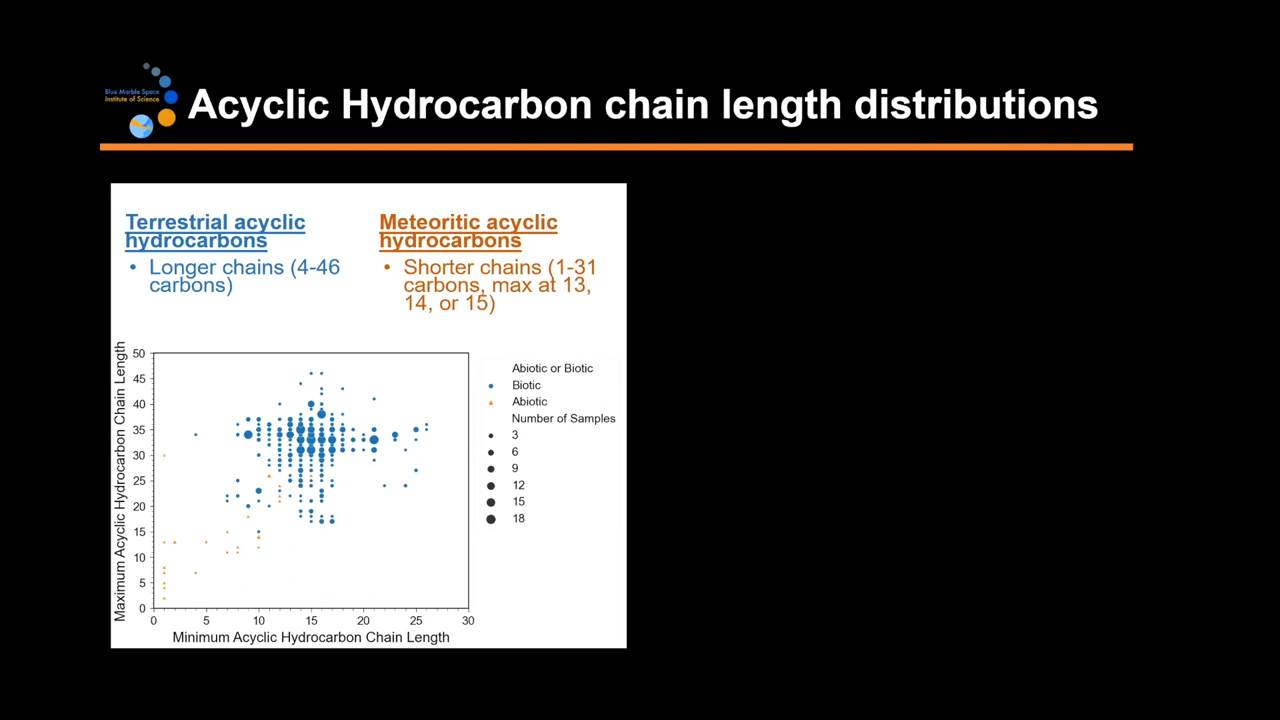 Blue Marble Space
Institute of Science
Acyclic Hydrocarbon chain length distributions
Terrestrial acyclic
hydrocarbons
• Longer chains (4-46
carbons)
Meteoritic acyclic
hydrocarbons
• Shorter chains (1-31
carbons, max at 13,
14, or 15)
Maximum Acyclic Hydrocarbon Chain Length
50
45
40
35
30
25
20
15
10
5
0
0 5 10 15 20 25 30
Minimum Acyclic Hydrocarbon Chain Length
Abiotic or Biotic
Biotic
Abiotic
Number of Samples
3
6
9
12
15
18